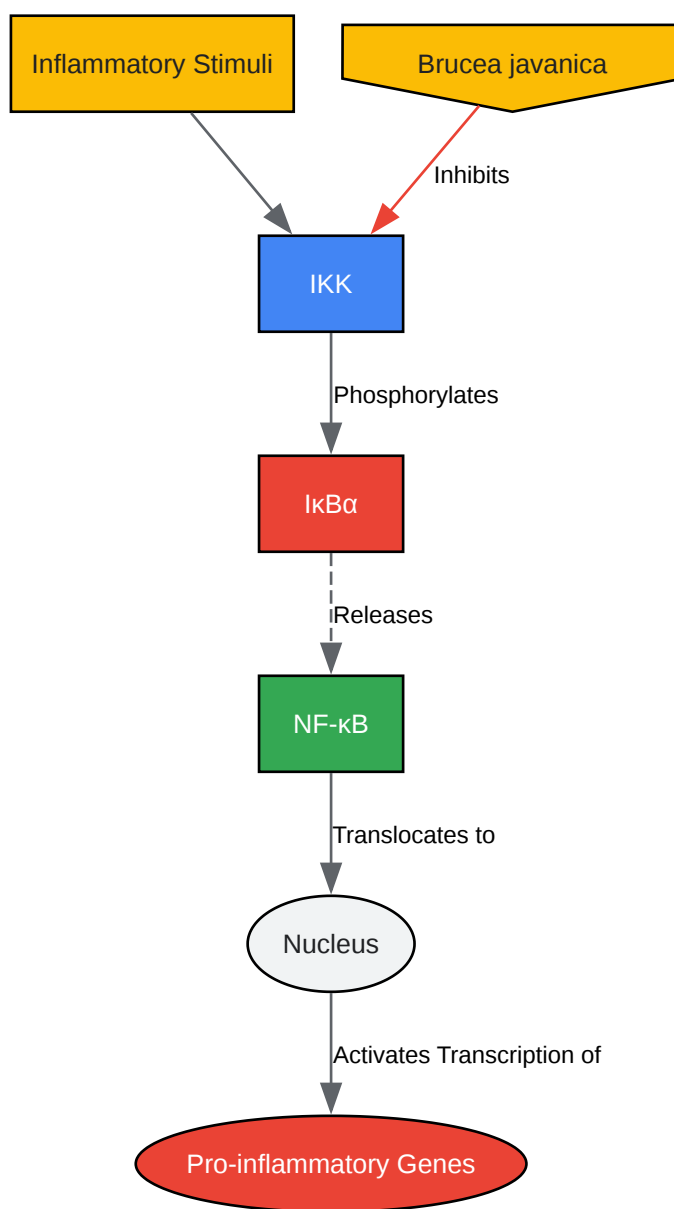 Inflammatory Stimuli
Brucea javanica
Inhibits
IKK
Phosphorylates
IκBα
Releases
NF-κB
Translocates to
Nucleus
Activates Transcription of
Pro-inflammatory Genes